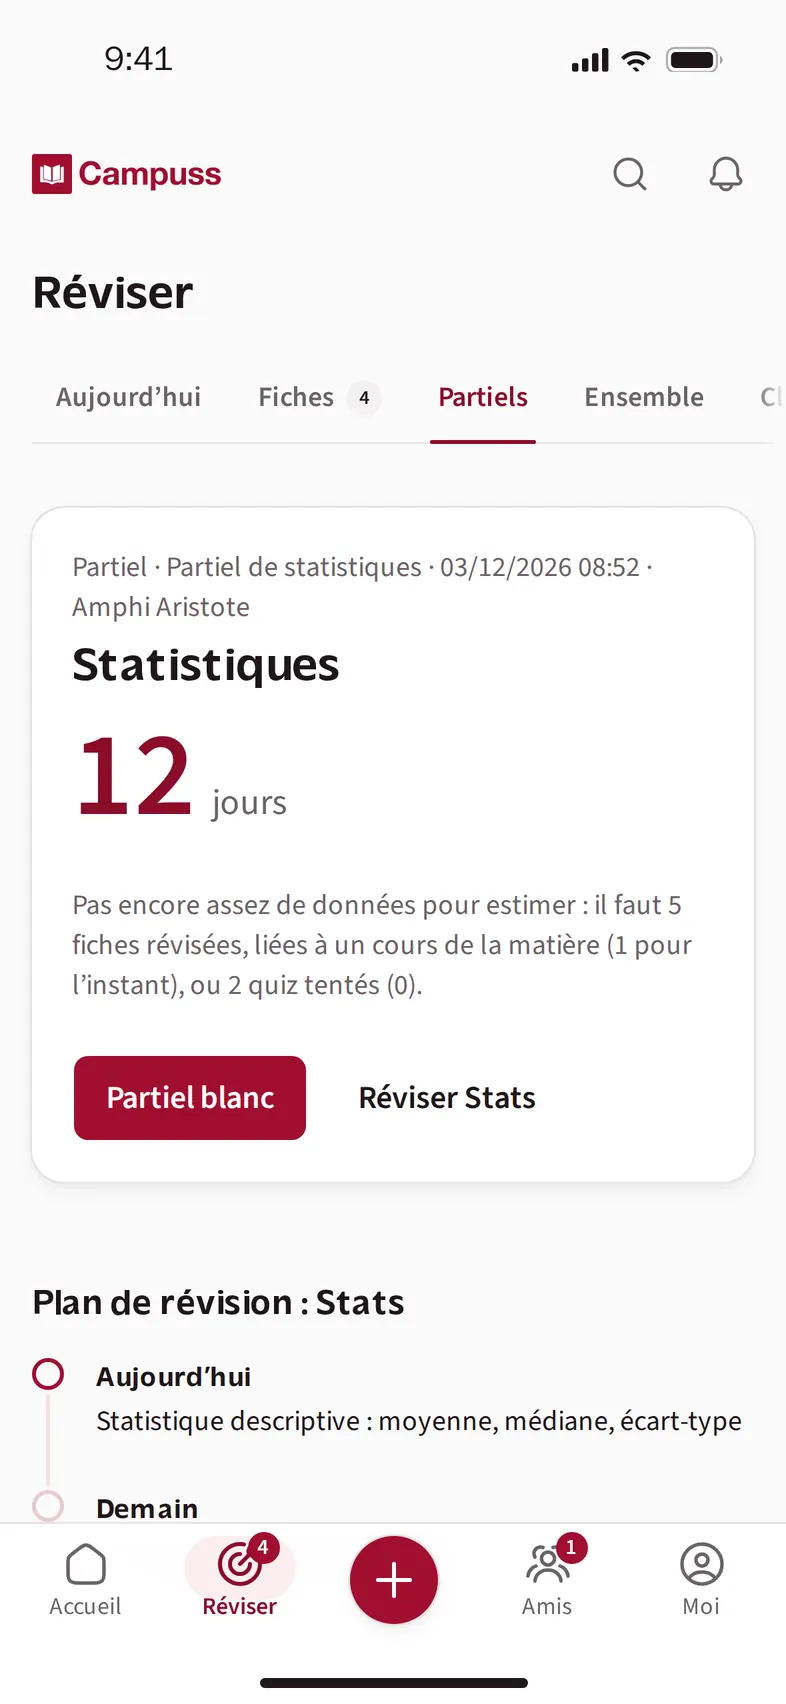 9:41
Campuss
Réviser
Aujourd’hui Fiches 4 Partiels Ensemble Cl
Partiel · Partiel de statistiques · 03/12/2026 08:52 ·
Amphi Aristote
Statistiques
12 jours
Pas encore assez de données pour estimer : il faut 5
fiches révisées, liées à un cours de la matière (1 pour
l’instant), ou 2 quiz tentés (0).
Partiel blanc Réviser Stats
Plan de révision : Stats
Aujourd’hui
Statistique descriptive : moyenne, médiane, écart-type
Demain
4 1
Accueil Réviser Amis Moi